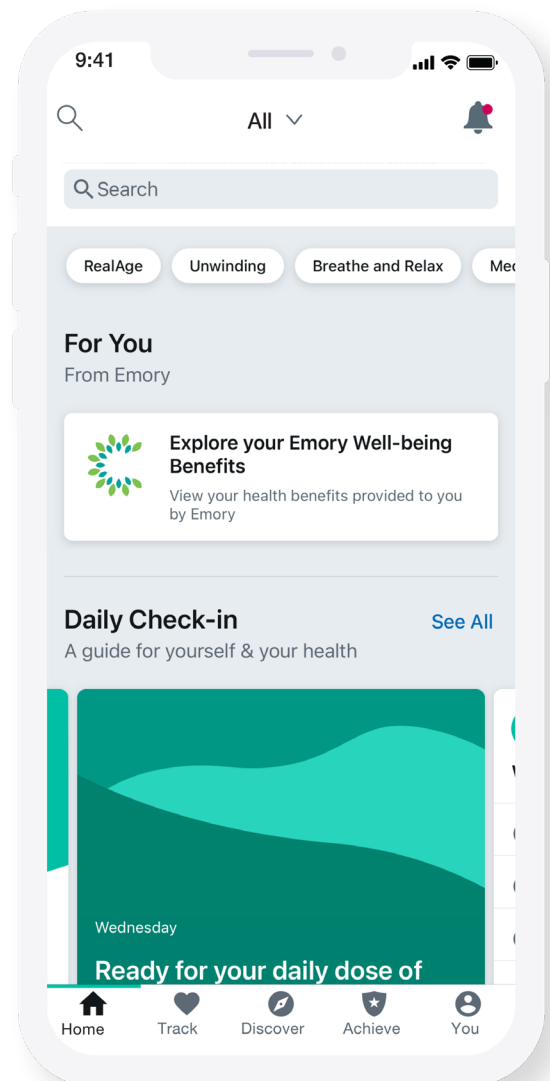 9:41
All
Search
RealAge
Unwinding
Breathe and Relax
For You
From Emory
Explore your Emory Well-being
Benefits
View your health benefits provided to you
by Emory
Daily Check-in
See All
A guide for yourself & your health
Wednesday
Ready for your daily dose of
Home
Track
Discover
Achieve
You